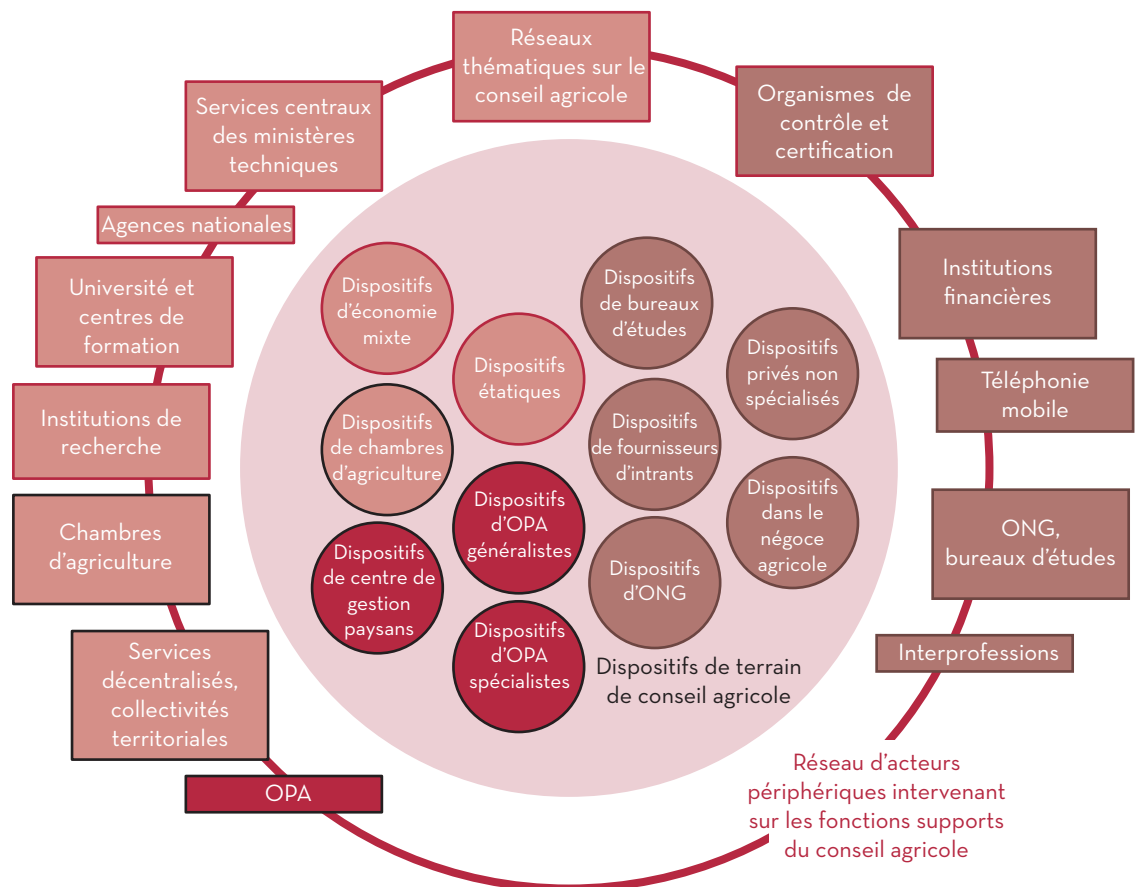 Réseaux
thématiques sur le
conseil agricole
Services centraux
des ministères
techniques
Organismes de
contrôle et
certification
Agences nationales
Université et
centres de
formation
Institutions
financières
Institutions de
recherche
Téléphonie
mobile
Chambres
d'agriculture
ONG,
bureaux d'études
Services
décentralisés,
collectivités
territoriales
Interprofessions
OPA
Dispositifs
d'économie
mixte
Dispositifs
étatiques
Dispositifs
de bureaux
d'études
Dispositifs
privés non
spécialisés
Dispositifs
de chambres
d'agriculture
Dispositifs
de fournisseurs
d'intrants
Dispositifs
d'OPA
généralistes
Dispositifs
dans le
négoce
agricole
Dispositifs
de centre de
gestion
paysans
Dispositifs
d'ONG
Dispositifs
d'OPA
spécialistes
Dispositifs de terrain
de conseil agricole
Réseau d'acteurs
périphériques intervenant
sur les fonctions supports
du conseil agricole